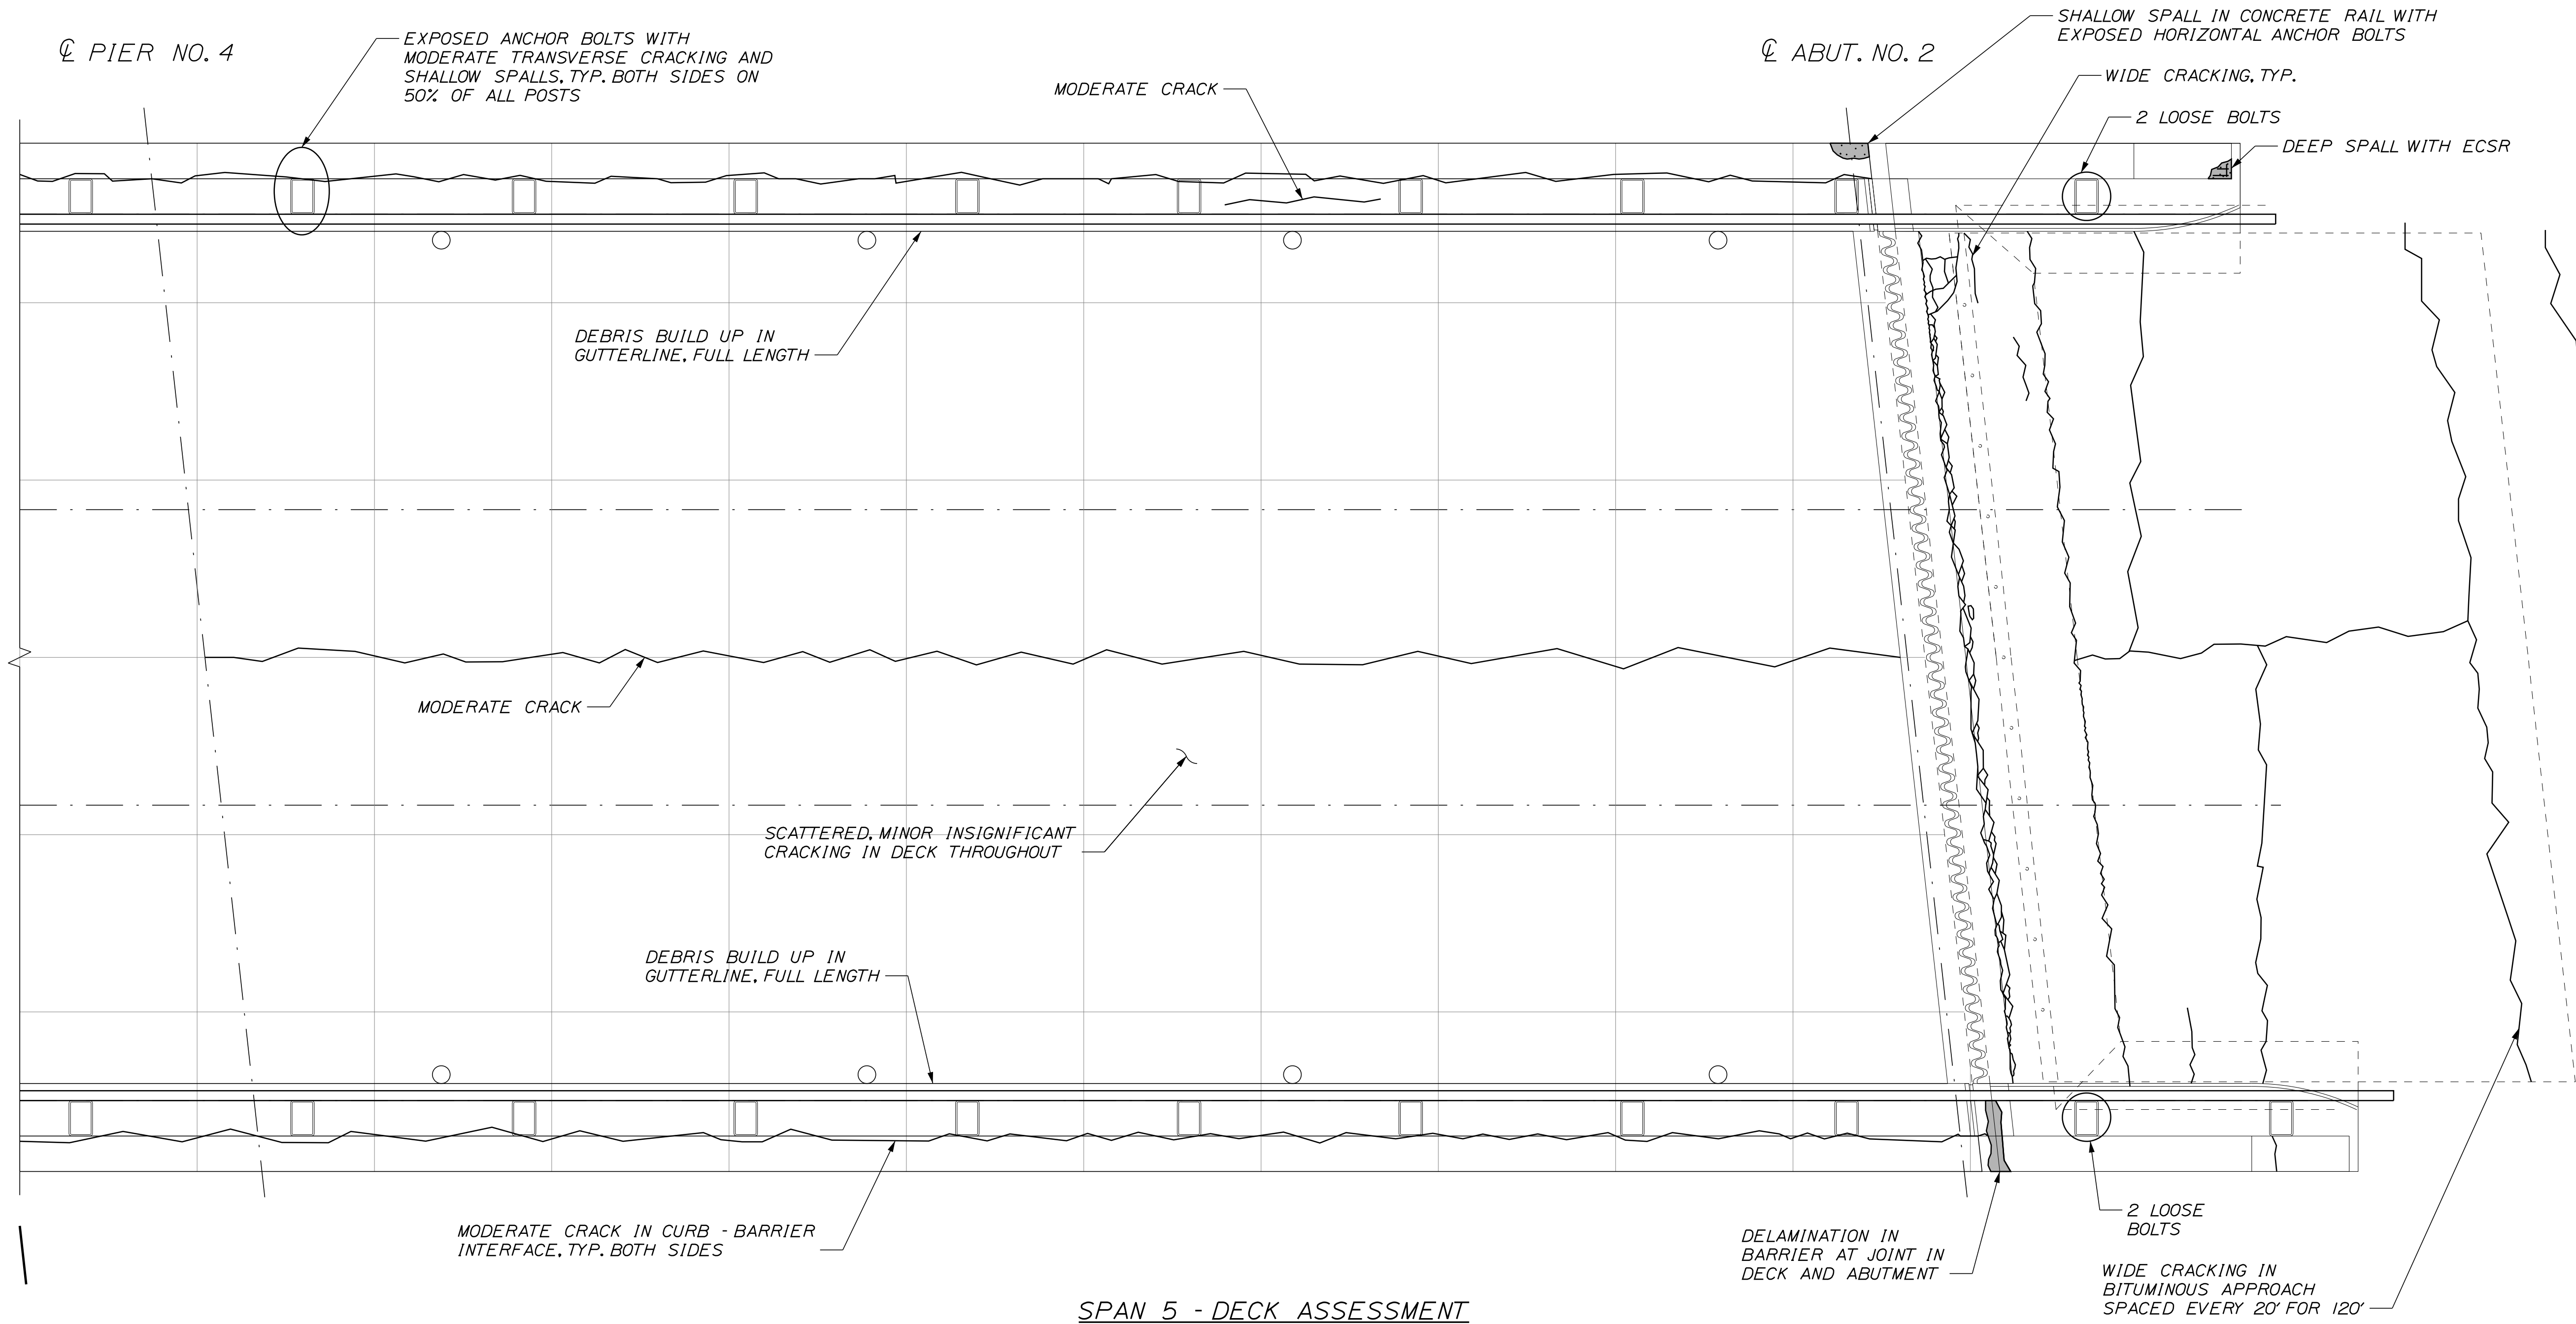 ℄ PIER NO. 4
EXPOSED ANCHOR BOLTS WITH
MODERATE TRANSVERSE CRACKING AND
SHALLOW SPALLS, TYP. BOTH SIDES ON
50% OF ALL POSTS
MODERATE CRACK
℄ ABUT. NO. 2
SHALLOW SPALL IN CONCRETE RAIL WITH
EXPOSED HORIZONTAL ANCHOR BOLTS
WIDE CRACKING, TYP.
2 LOOSE BOLTS
DEEP SPALL WITH ECSR
DEBRIS BUILD UP IN
GUTTERLINE, FULL LENGTH
MODERATE CRACK
SCATTERED, MINOR INSIGNIFICANT
CRACKING IN DECK THROUGHOUT
DEBRIS BUILD UP IN
GUTTERLINE, FULL LENGTH
MODERATE CRACK IN CURB - BARRIER
INTERFACE, TYP. BOTH SIDES
DELAMINATION IN
BARRIER AT JOINT IN
DECK AND ABUTMENT
2 LOOSE
BOLTS
WIDE CRACKING IN
BITUMINOUS APPROACH
SPACED EVERY 20' FOR 120'
SPAN 5 - DECK ASSESSMENT